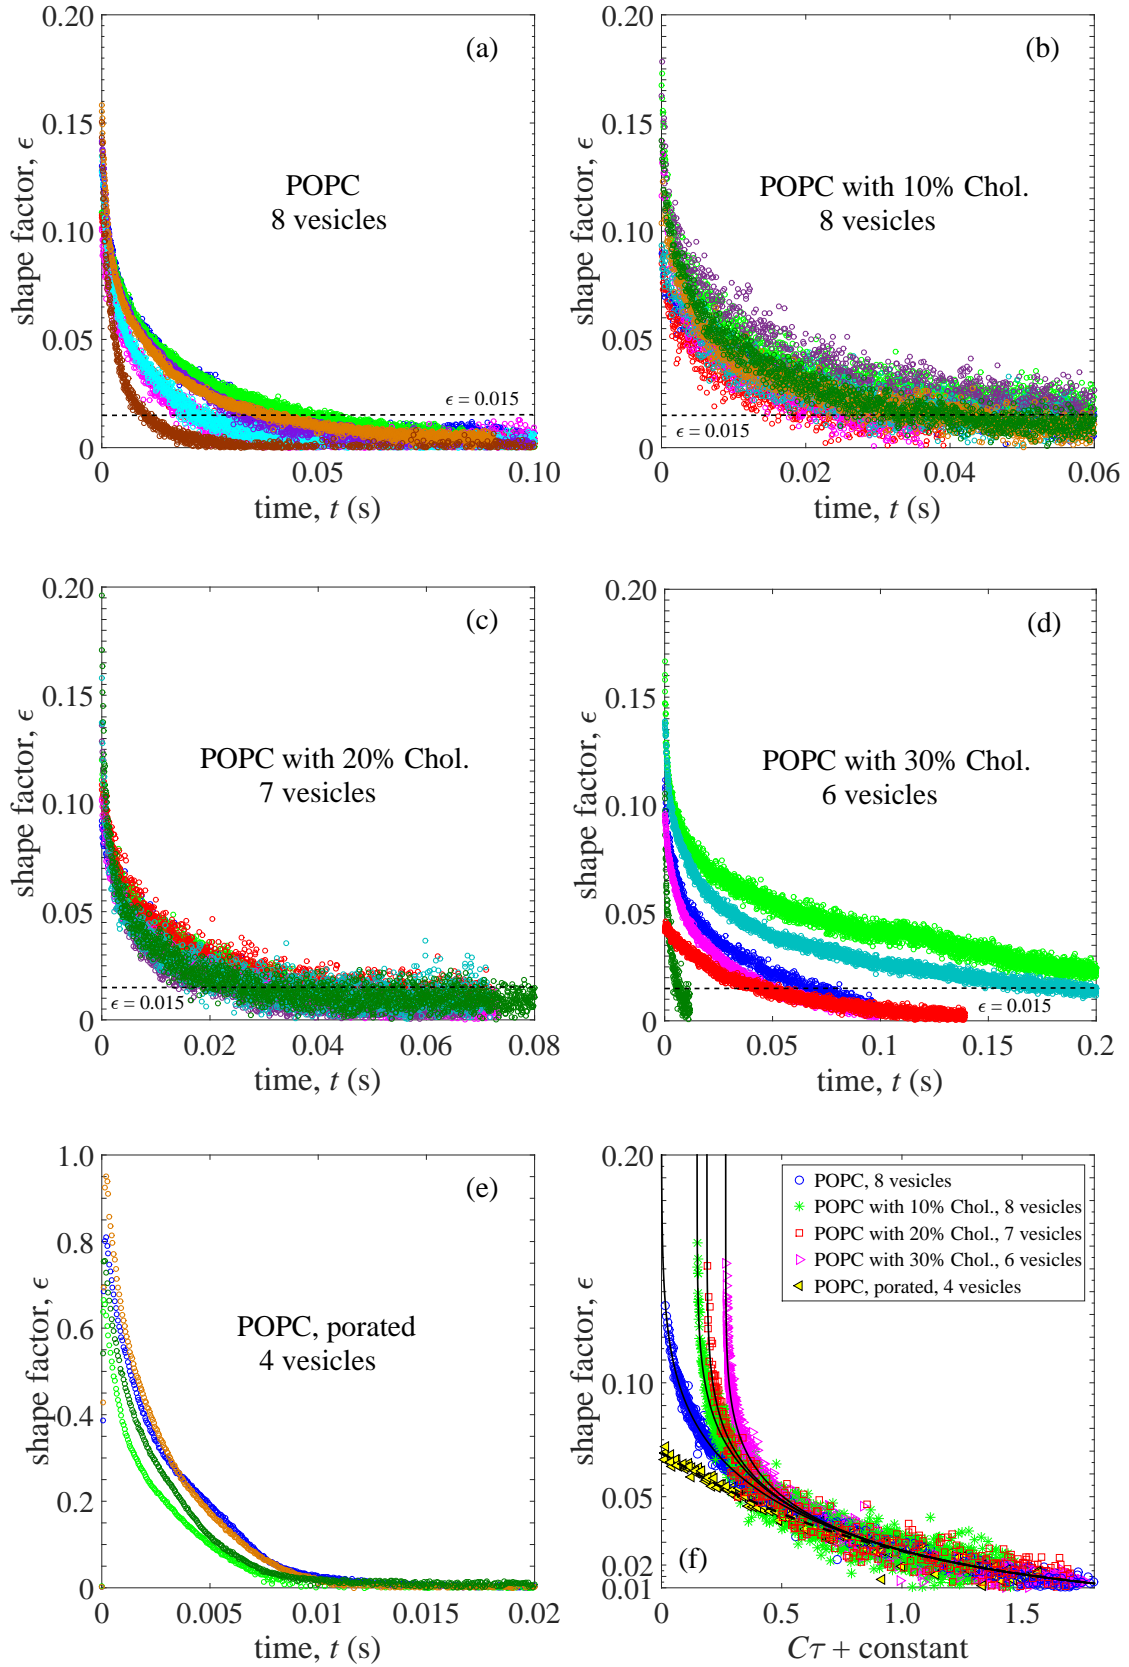 0.20
0.15
0.10
0.05
0
shape factor, ϵ
(a)
POPC
8 vesicles
ϵ = 0.015
0
0.05
0.10
time, t (s)
0.20
0.15
0.10
0.05
0
shape factor, ϵ
(b)
POPC with 10% Chol.
8 vesicles
ϵ = 0.015
0
0.02
0.04
0.06
time, t (s)
0.20
0.15
0.10
0.05
0
shape factor, ϵ
(c)
POPC with 20% Chol.
7 vesicles
ϵ = 0.015
0
0.02
0.04
0.06
0.08
time, t (s)
0.20
0.15
0.10
0.05
0
shape factor, ϵ
(d)
POPC with 30% Chol.
6 vesicles
ϵ = 0.015
0
0.05
0.1
0.15
0.2
time, t (s)
1.0
0.8
0.6
0.4
0.2
0
shape factor, ϵ
(e)
POPC, porated
4 vesicles
0
0.005
0.01
0.015
0.02
time, t (s)
0.20
0.10
0.05
0.02
0.01
shape factor, ϵ
POPC, 8 vesicles
POPC with 10% Chol., 8 vesicles
POPC with 20% Chol., 7 vesicles
POPC with 30% Chol., 6 vesicles
POPC, porated, 4 vesicles
(f)
0
0.5
1.0
1.5
Cτ + constant